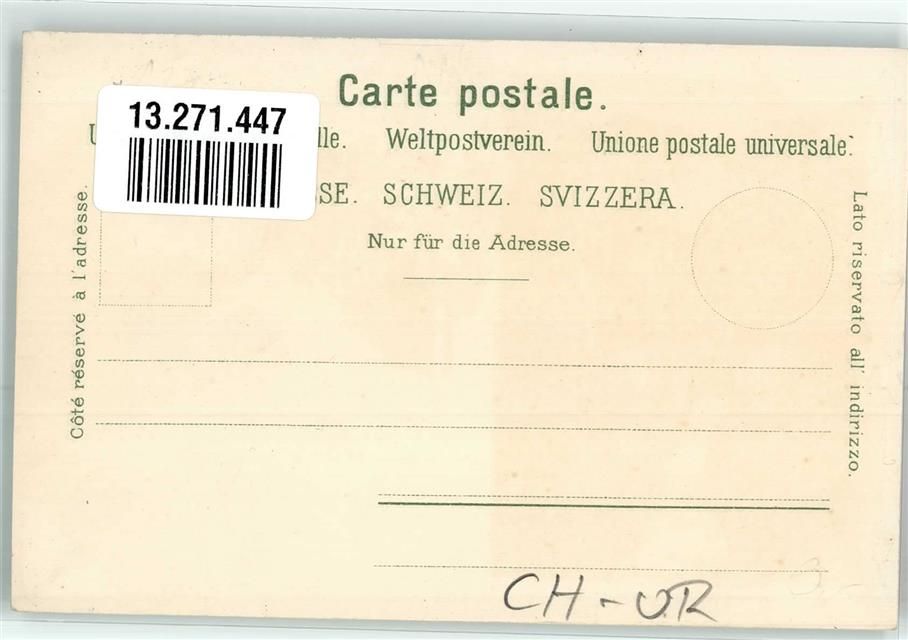 Carte postale.
13.271.447
lle. Weltpostverein. Unione postale universale.
SE. SCHWEIZ. SVIZZERA.
Nur für die Adresse.
Côté réservé à l'adresse.
Lato riservato all' indirizzo.
CH - UR